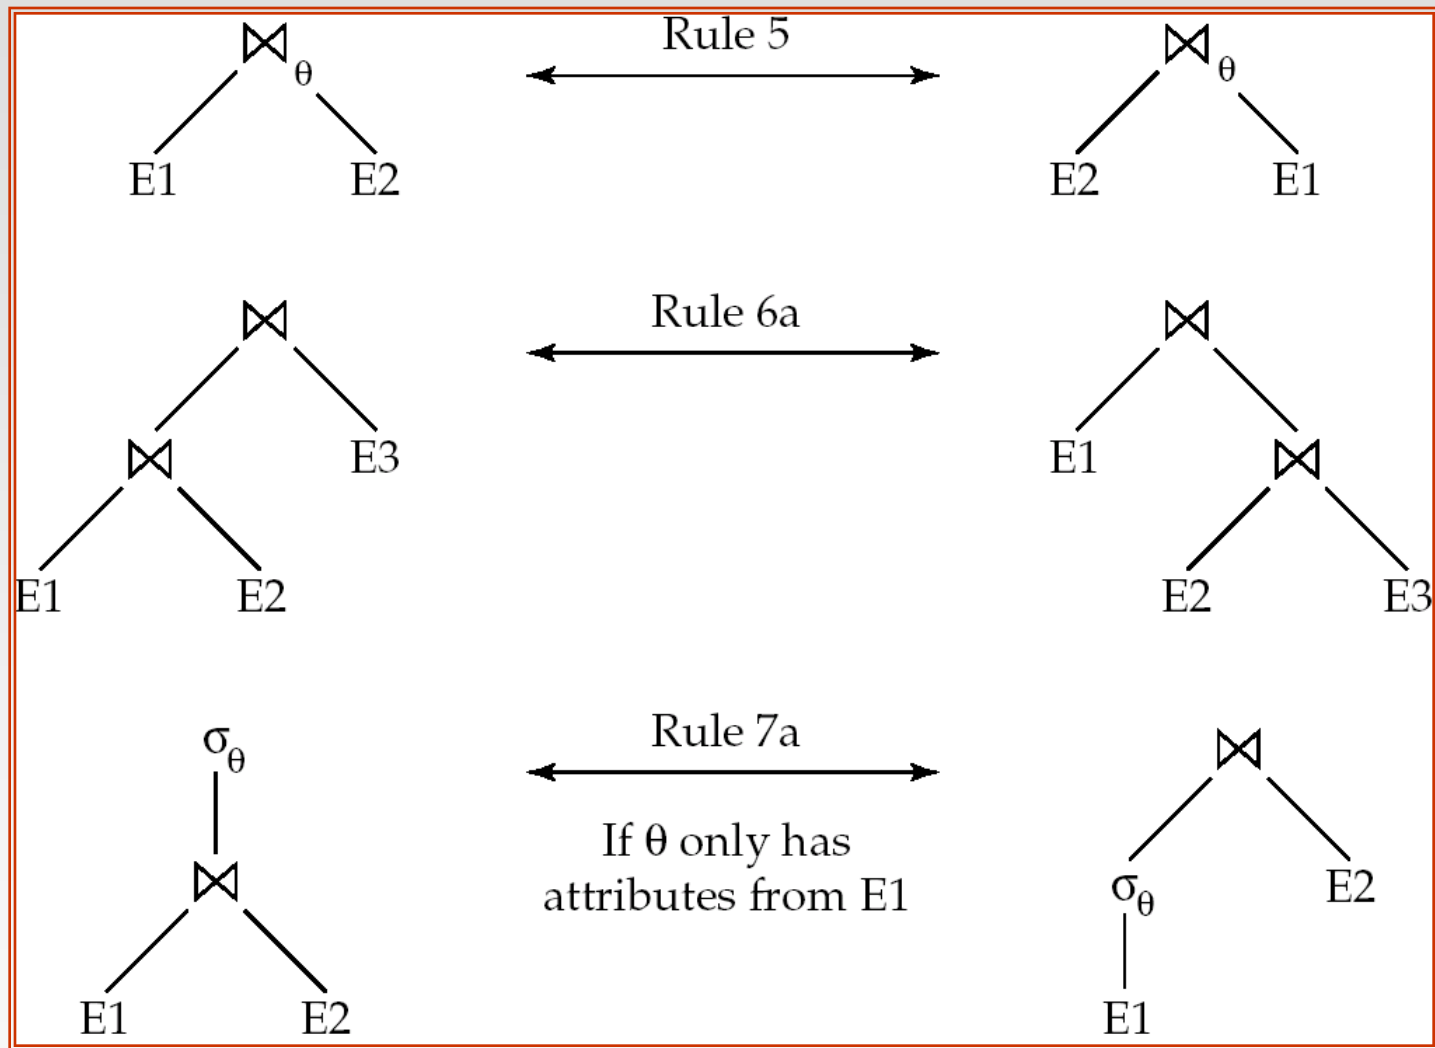 Rule 5
⋈θ
⋈θ
E1 E2
E2 E1
Rule 6a
⋈
⋈
E3
E1
⋈
⋈
E1 E2
E2 E3
Rule 7a
σθ
⋈
If θ only has
attributes from E1
⋈
σθ
E2
E1 E2
E1